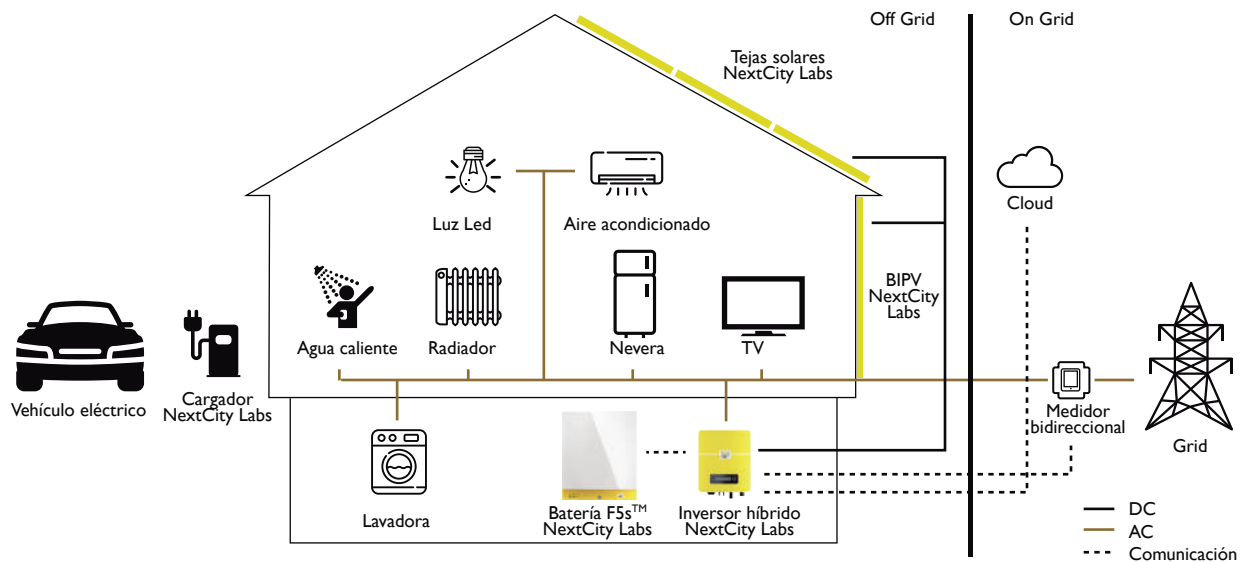 Off Grid
On Grid
Tejas solares
NextCity Labs
Cloud
Luz Led
Aire acondicionado
BIPV
NextCity
Labs
Agua caliente
Radiador
Nevera
TV
Vehículo eléctrico
Cargador
NextCity Labs
Medidor
bidireccional
Grid
Lavadora
Batería F5s™
NextCity Labs
Inversor híbrido
NextCity Labs
DC
AC
Comunicación